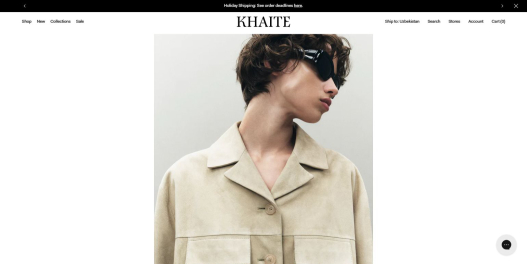 Holiday Shipping: See order deadlines here
Shop New Collections Sale
KHAITE
Ship to: Uzbekistan Search Stores Account Cart(0)